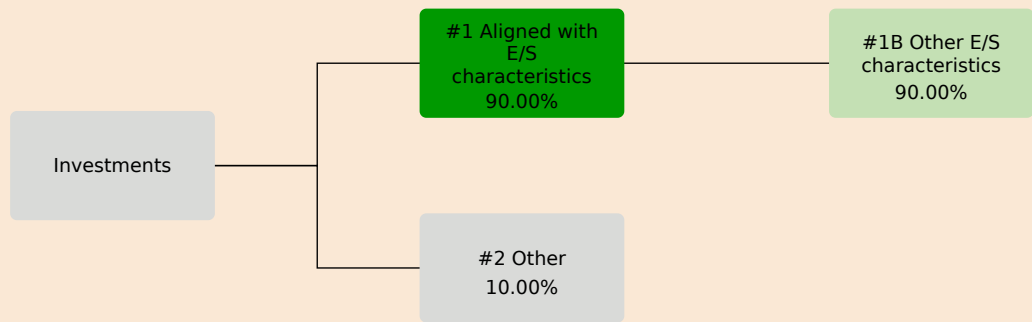 Investments
#1 Aligned with
E/S
characteristics
90.00%
#1B Other E/S
characteristics
90.00%
#2 Other
10.00%